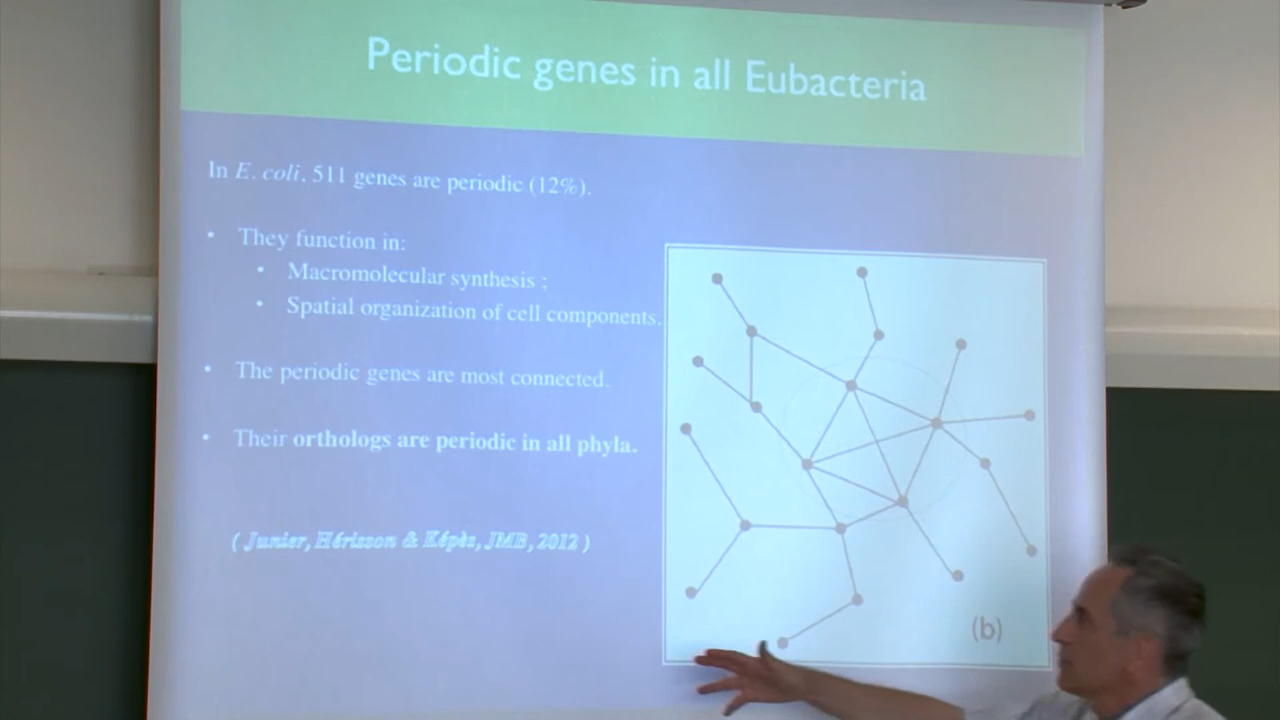 Periodic genes in all Eubacteria
In E. coli, 511 genes are periodic (12%).
• They function in:
• Macromolecular synthesis ;
• Spatial organization of cell components.
• The periodic genes are most connected.
• Their orthologs are periodic in all phyla.
( Junier, Hérisson & Képès, JMB, 2012 )
(b)